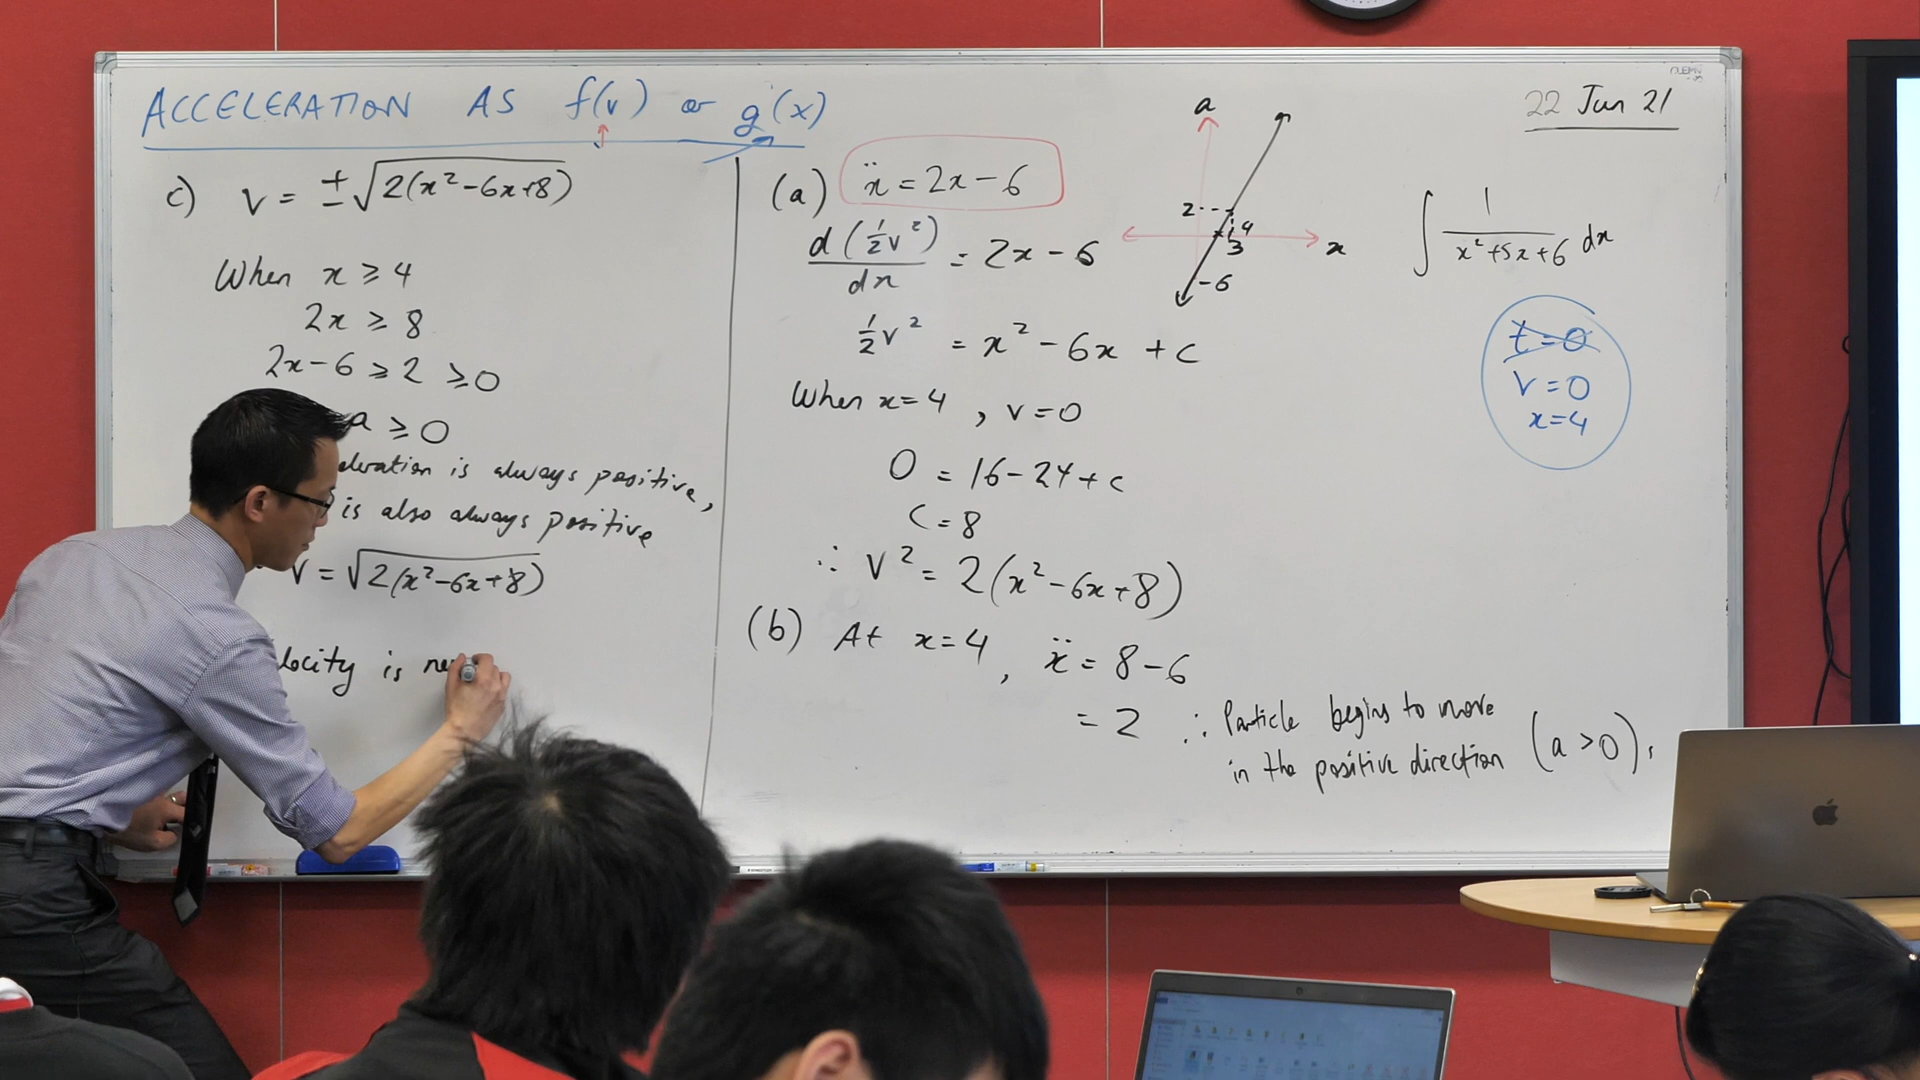 ACCELERATION AS f(v) or g(x)
22 Jun 21
c) v = ±√2(x²-6x+8)
When x ≥ 4
2x ≥ 8
2x-6 ≥ 2 ≥ 0
a ≥ 0
is always positive,
is also always positive
v = √2(x²-6x+8)
is
(a) ẍ = 2x - 6
d(½v²)/dx = 2x - 6
½v² = x² - 6x + c
When x=4, v=0
0 = 16-24+c
c = 8
∴ v² = 2(x²-6x+8)
(b) At x=4, ẍ = 8-6
= 2 ∴ Particle begins to move
in the positive direction (a>0).
a
2
4
3
x
-6
∫ 1/(x²+5x+6) dx
t=0
v=0
x=4